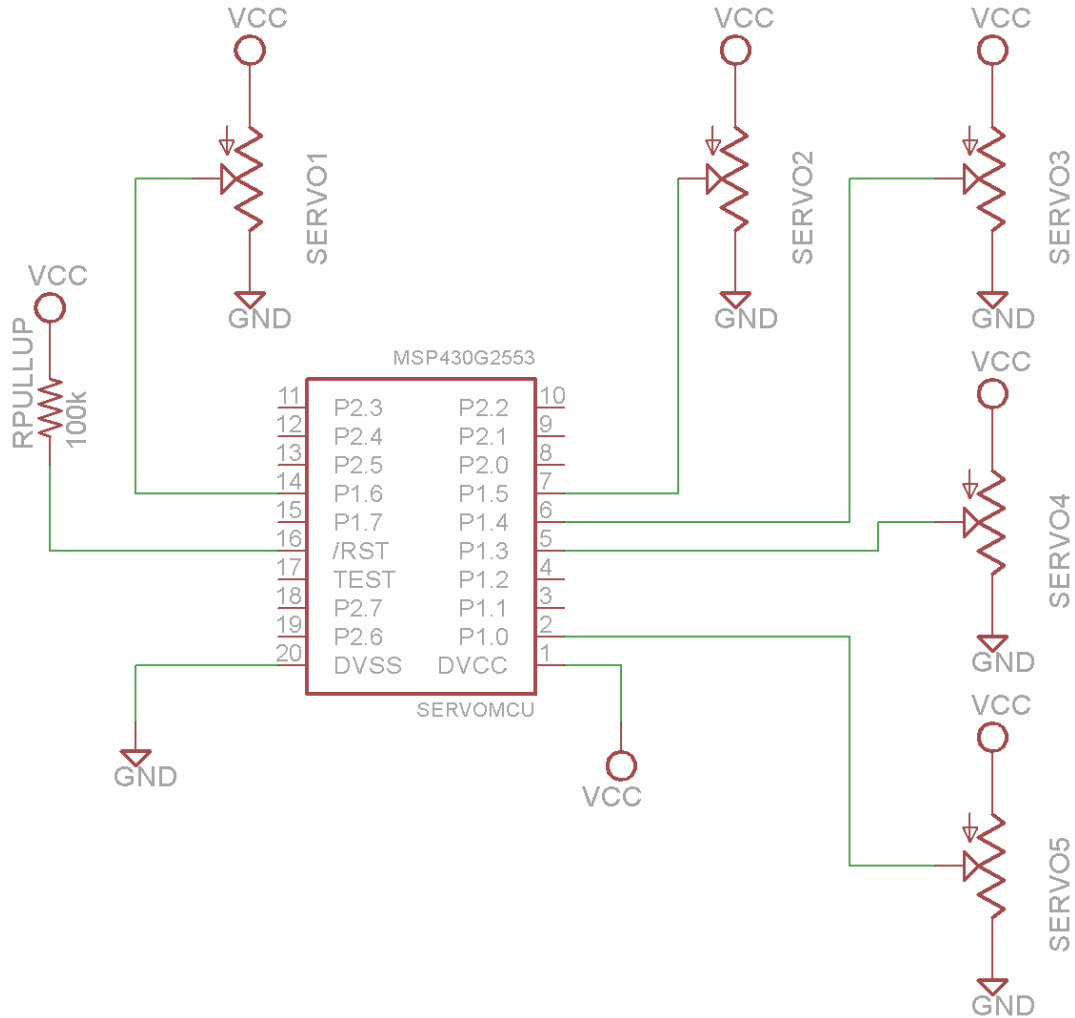 VCC
VCC
VCC
SERVO1
SERVO2
SERVO3
VCC
GND
GND
GND
RPULLUP
100k
MSP430G2553
VCC
11 P2.3 P2.2 10
12 P2.4 P2.1 9
13 P2.5 P2.0 8
14 P1.6 P1.5 7
15 P1.7 P1.4 6
16 /RST P1.3 5
17 TEST P1.2 4
18 P2.7 P1.1 3
19 P2.6 P1.0 2
20 DVSS DVCC 1
SERVO4
GND
SERVOMCU
VCC
GND
VCC
SERVO5
GND